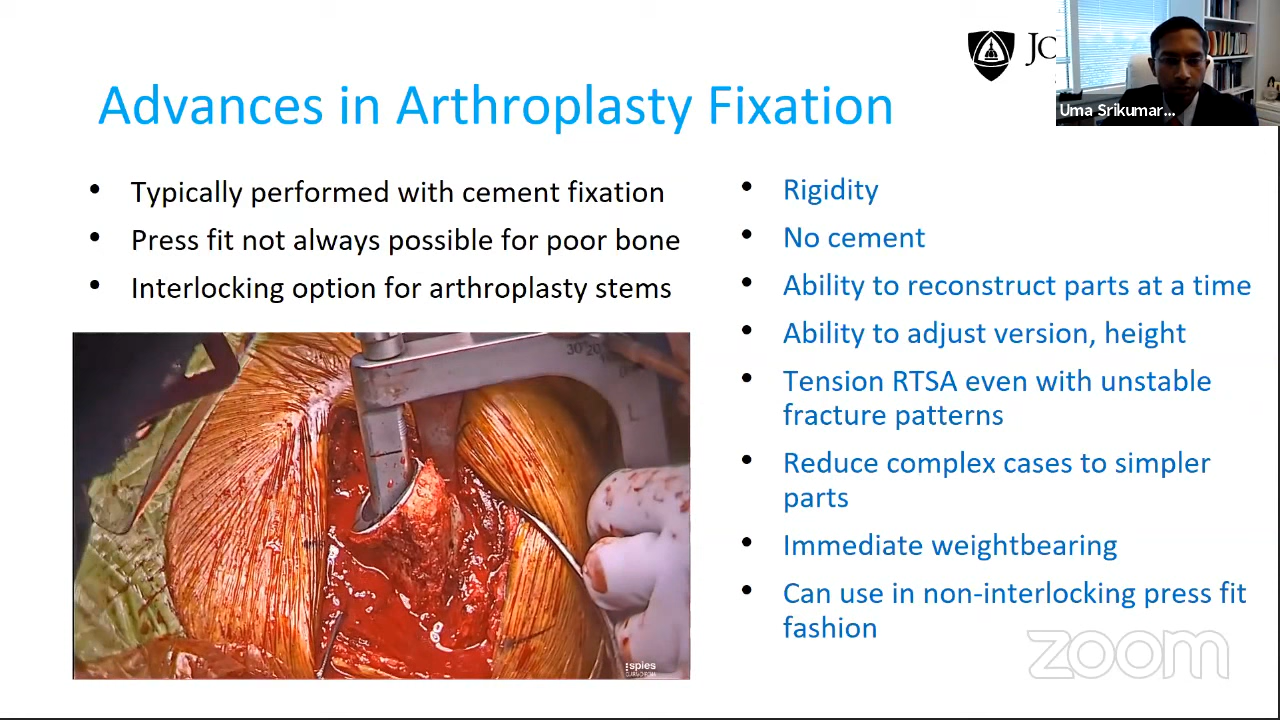 JC
Uma Srikumar...
Advances in Arthroplasty Fixation
• Typically performed with cement fixation
• Press fit not always possible for poor bone
• Interlocking option for arthroplasty stems
30° 20°
L
spies
• Rigidity
• No cement
• Ability to reconstruct parts at a time
• Ability to adjust version, height
• Tension RTSA even with unstable
fracture patterns
• Reduce complex cases to simpler
parts
• Immediate weightbearing
• Can use in non-interlocking press fit
fashion
zoom